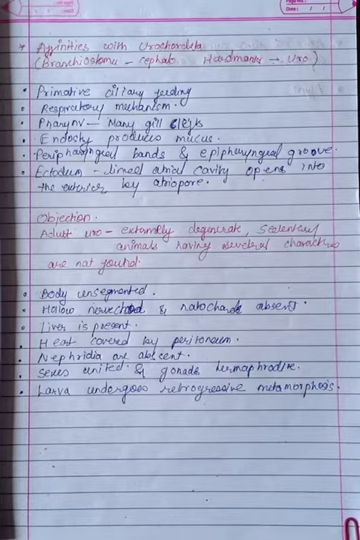 * Affinities with Urochordata
(Branchiostoma - Cephalo Hemichordata → Uro.)
• Primative ciliary feeding
• Respiratory mechanism.
• Pharynx - Many gill clefts
• Endostyle produces mucus.
• Peripharyngeal bands & epipharyngeal groove.
• Ectoderm - lined atrial cavity opens into
the exterior by atriopore.
Objection.
Adult uro - extremely degenerate, sedentary
animals having several characters
are not found.
• Body unsegmented.
• Hallow nervechord & notochord absent.
• Liver is present.
• Heart covered by peritoneum.
• Nephridia are absent.
• Sexes united & gonads hermaphrodite.
• Larva undergoes retrogressive metamorphosis.